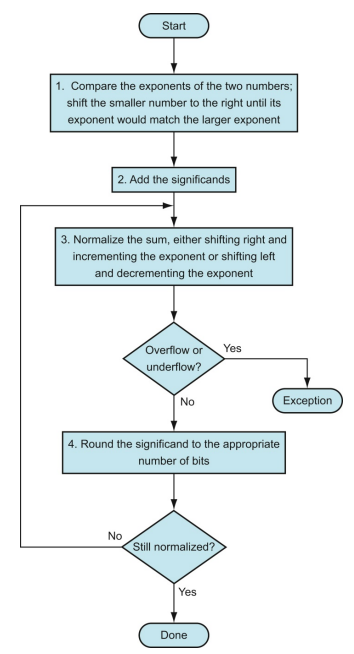 Start
1. Compare the exponents of the two numbers;
shift the smaller number to the right until its
exponent would match the larger exponent
2. Add the significands
3. Normalize the sum, either shifting right and
incrementing the exponent or shifting left
and decrementing the exponent
Overflow or
underflow?
Yes
Exception
No
4. Round the significand to the appropriate
number of bits
No
Still normalized?
Yes
Done